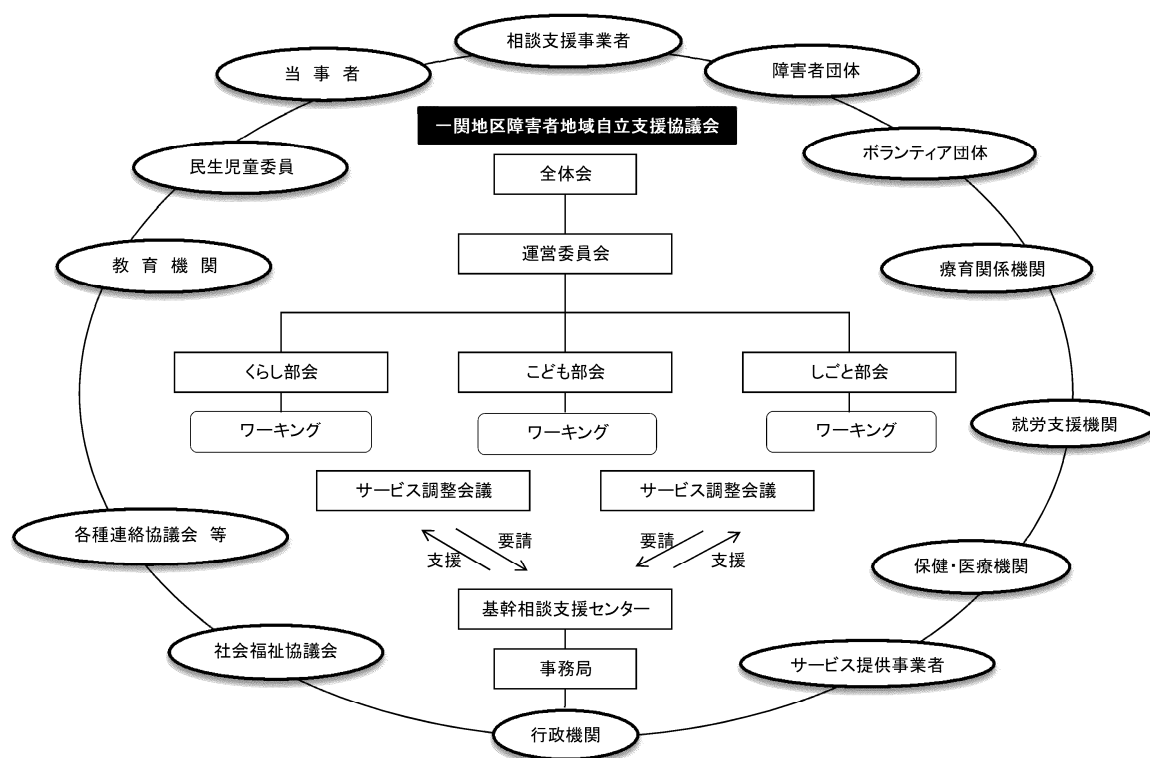 相談支援事業者
当 事 者
障害者団体
一関地区障害者地域自立支援協議会
民生児童委員
全体会
ボランティア団体
教 育 機 関
運営委員会
療育関係機関
くらし部会
こども部会
しごと部会
ワーキング
ワーキング
ワーキング
就労支援機関
サービス調整会議
サービス調整会議
各種連絡協議会 等
要請
支援
要請
支援
保健・医療機関
基幹相談支援センター
社会福祉協議会
事務局
サービス提供事業者
行政機関